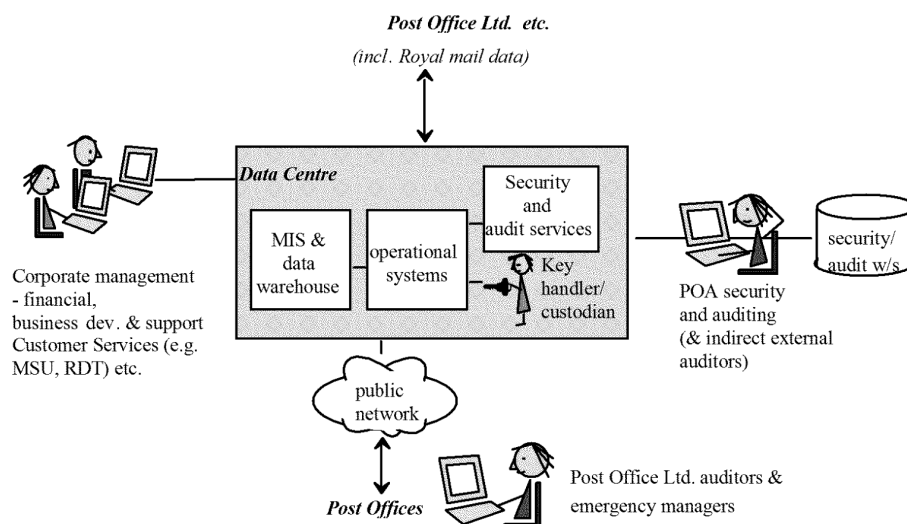 Post Office Ltd. etc.
(incl. Royal mail data)
Data Centre
Security
and
audit services
MIS &
data
warehouse
operational
systems
Key
handler/
custodian
security/
audit w/s
Corporate management
- financial,
business dev. & support
Customer Services (e.g.
MSU, RDT) etc.
POA security
and auditing
(& indirect external
auditors)
public
network
Post Offices
Post Office Ltd. auditors &
emergency managers